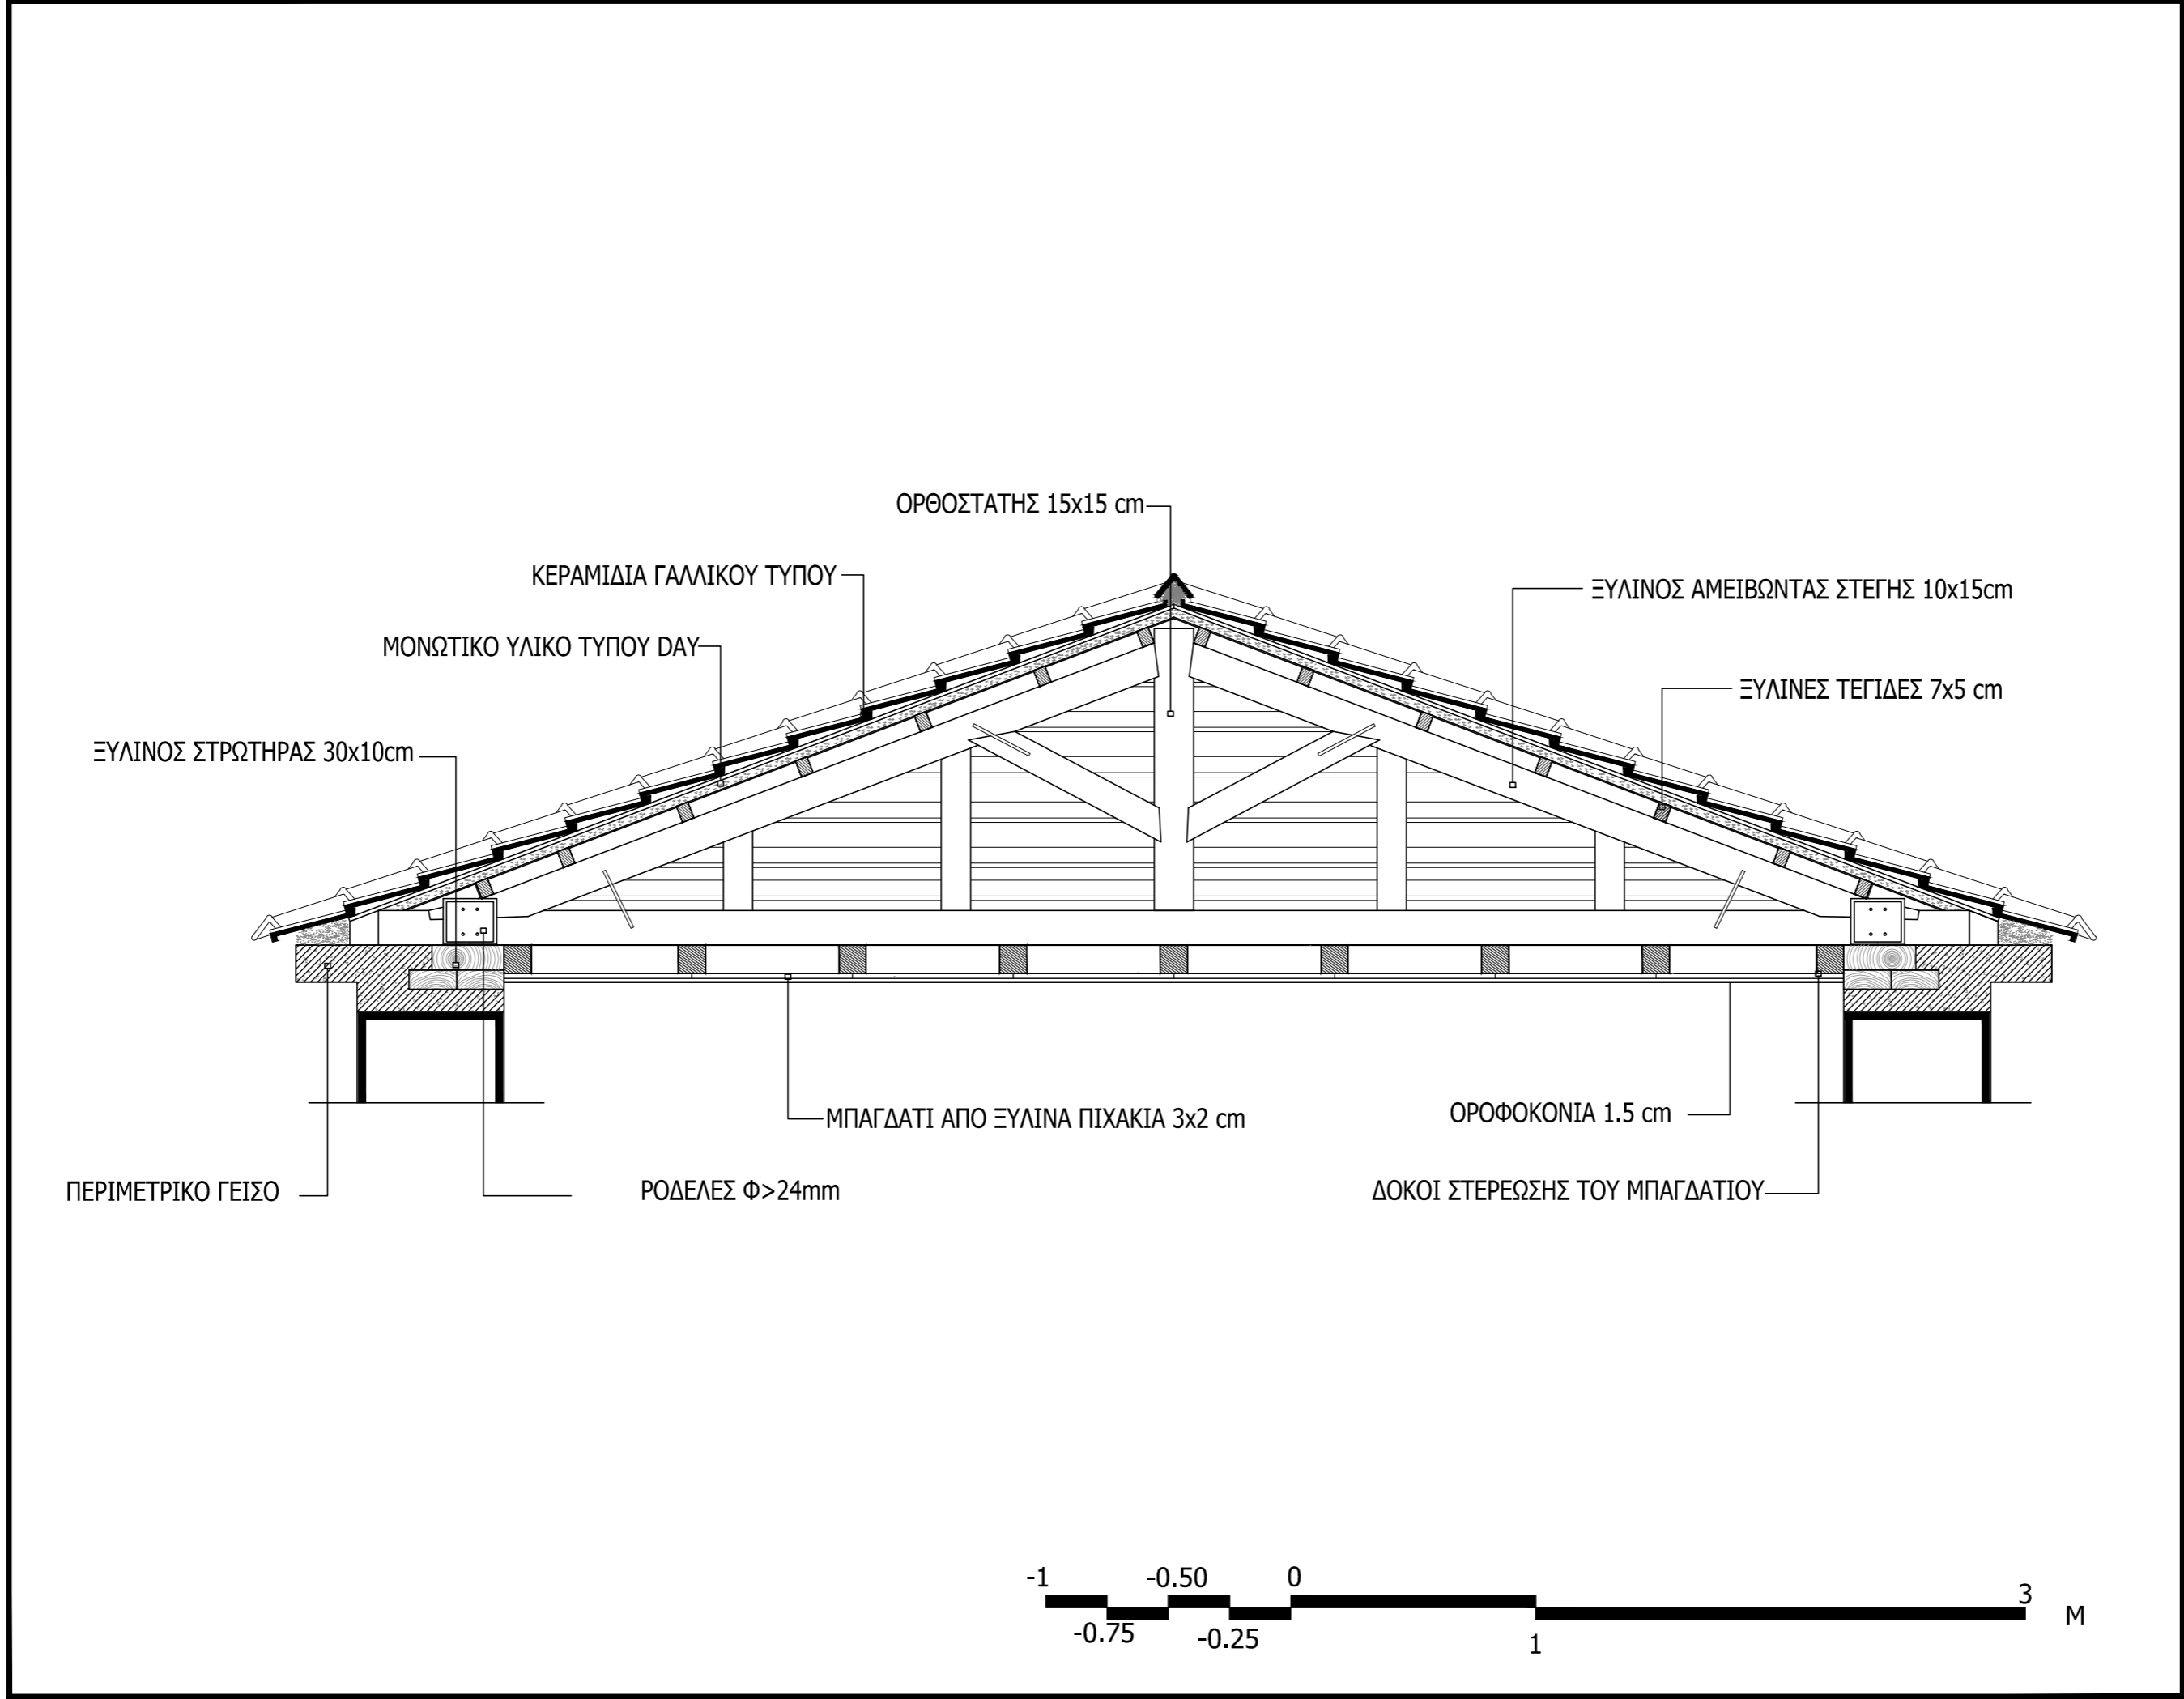 ΟΡΘΟΣΤΑΤΗΣ 15x15 cm
ΚΕΡΑΜΙΔΙΑ ΓΑΛΛΙΚΟΥ ΤΥΠΟΥ
ΞΥΛΙΝΟΣ ΑΜΕΙΒΩΝΤΑΣ ΣΤΕΓΗΣ 10x15cm
ΜΟΝΩΤΙΚΟ ΥΛΙΚΟ ΤΥΠΟΥ DAY
ΞΥΛΙΝΕΣ ΤΕΓΙΔΕΣ 7x5 cm
ΞΥΛΙΝΟΣ ΣΤΡΩΤΗΡΑΣ 30x10cm
ΜΠΑΓΔΑΤΙ ΑΠΟ ΞΥΛΙΝΑ ΠΙΧΑΚΙΑ 3x2 cm
ΟΡΟΦΟΚΟΝΙΑ 1.5 cm
ΠΕΡΙΜΕΤΡΙΚΟ ΓΕΙΣΟ
ΡΟΔΕΛΕΣ Φ>24mm
ΔΟΚΟΙ ΣΤΕΡΕΩΣΗΣ ΤΟΥ ΜΠΑΓΔΑΤΙΟΥ
-1 -0.50 0 3
M
-0.75 -0.25 1